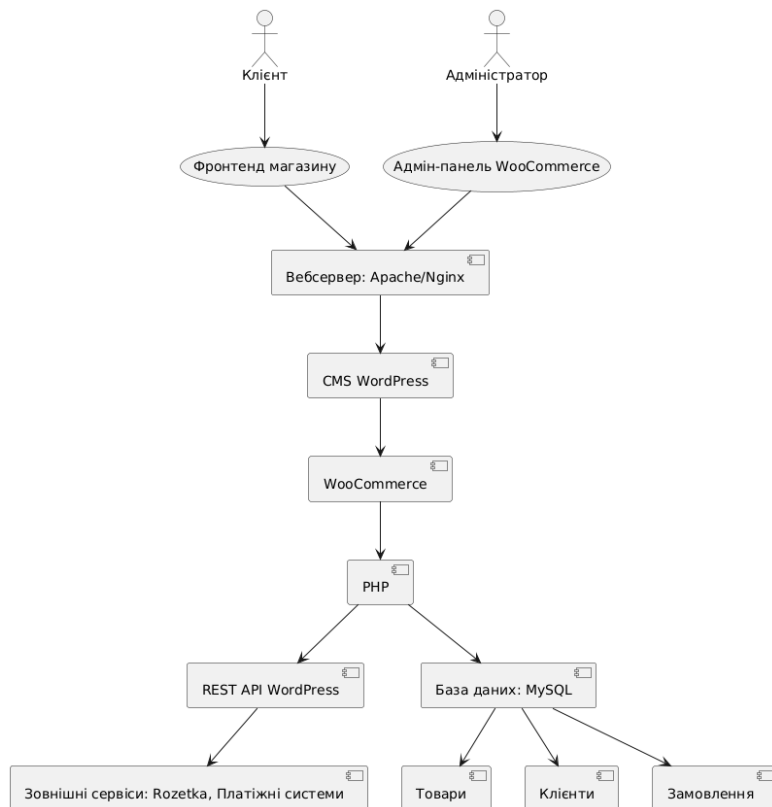 Клієнт
Адміністратор
Фронтенд магазину
Адмін-панель WooCommerce
Вебсервер: Apache/Nginx
CMS WordPress
WooCommerce
PHP
REST API WordPress
База даних: MySQL
Зовнішні сервіси: Rozetka, Платіжні системи
Товари
Клієнти
Замовлення